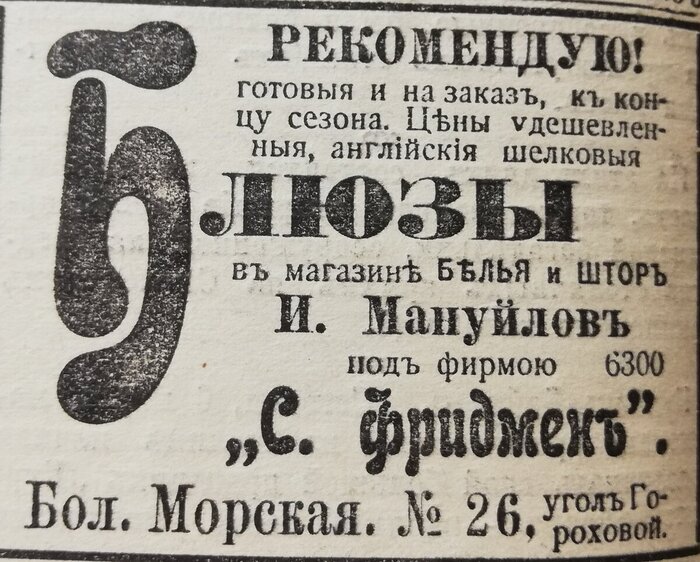 РЕКОМЕНДУЮ!
готовыя и на заказъ, къ кон-
цу сезона. Цѣны удешевлен-
ныя, англійскія шелковыя
БЛЮЗЫ
въ магазинѣ БѢЛЬЯ и ШТОРЪ
И. Мануйловъ
подъ фирмою 6300
„С. Фридменъ”.
Бол. Морская. № 26, уголъ Го-
роховой.